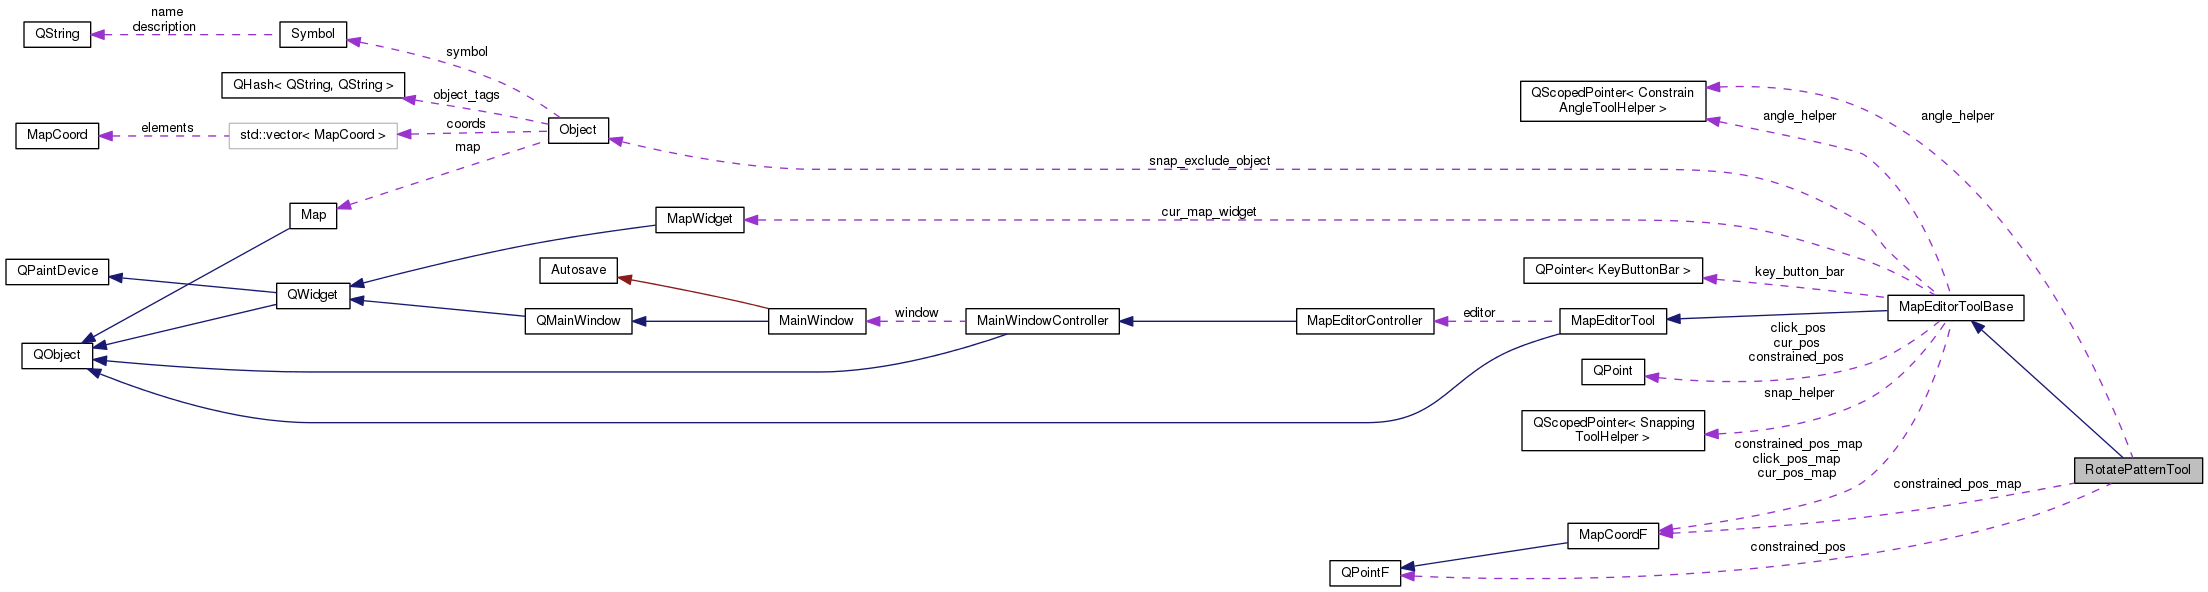 name
description
QString
Symbol
symbol
QHash< QString, QString >
object_tags
MapCoord
elements
std::vector< MapCoord >
coords
Object
map
QScopedPointer< Constrain
AngleToolHelper >
angle_helper
angle_helper
snap_exclude_object
Map
MapWidget
cur_map_widget
QPaintDevice
QWidget
Autosave
QPointer< KeyButtonBar >
key_button_bar
MapEditorToolBase
QMainWindow
MainWindow
window
MainWindowController
MapEditorController
editor
MapEditorTool
QObject
click_pos
cur_pos
constrained_pos
QPoint
snap_helper
QScopedPointer< Snapping
ToolHelper >
constrained_pos_map
click_pos_map
cur_pos_map
RotatePatternTool
constrained_pos_map
MapCoordF
constrained_pos
QPointF